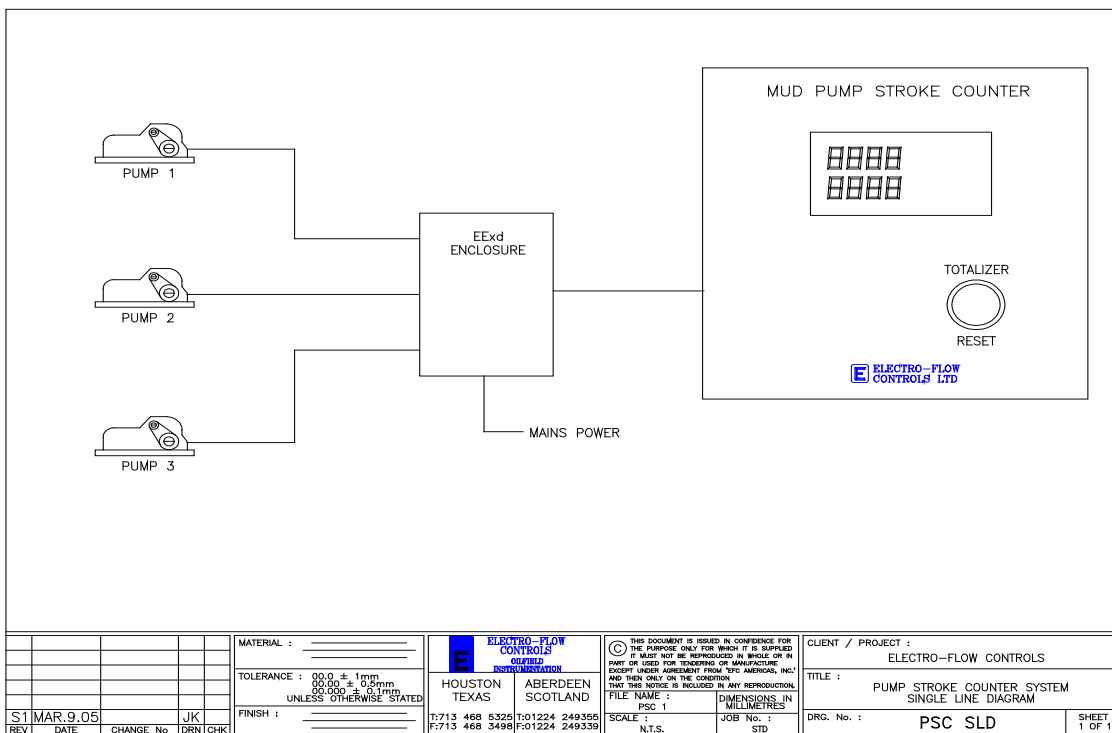 MUD PUMP STROKE COUNTER
8888
8888
TOTALIZER
RESET
E ELECTRO-FLOW
CONTROLS LTD
PUMP 1
PUMP 2
PUMP 3
EExd
ENCLOSURE
MAINS POWER
S1 MAR.9.05 JK
REV DATE CHANGE No DRN CHK
MATERIAL :
TOLERANCE : 00.0 ± 1mm
00.00 ± 0.5mm
00.000 ± 0.1mm
UNLESS OTHERWISE STATED
FINISH :
E
ELECTRO-FLOW
CONTROLS
OILFIELD
INSTRUMENTATION
HOUSTON
TEXAS
ABERDEEN
SCOTLAND
T:713 468 5325
F:713 468 3498
T:01224 249355
F:01224 249339
© THIS DOCUMENT IS ISSUED IN CONFIDENCE FOR
THE PURPOSE ONLY FOR WHICH IT IS SUPPLIED
IT MUST NOT BE REPRODUCED IN WHOLE OR IN
PART OR USED FOR TENDERING OR MANUFACTURE
EXCEPT UNDER AGREEMENT FROM 'EFC AMERICAS, INC.'
AND THEN ONLY ON THE CONDITION
THAT THIS NOTICE IS INCLUDED IN ANY REPRODUCTION.
FILE NAME :
PSC 1
DIMENSIONS IN
MILLIMETRES
SCALE :
N.T.S.
JOB No. :
STD
CLIENT / PROJECT :
ELECTRO-FLOW CONTROLS
TITLE :
PUMP STROKE COUNTER SYSTEM
SINGLE LINE DIAGRAM
DRG. No. :
PSC SLD
SHEET
1 OF 1